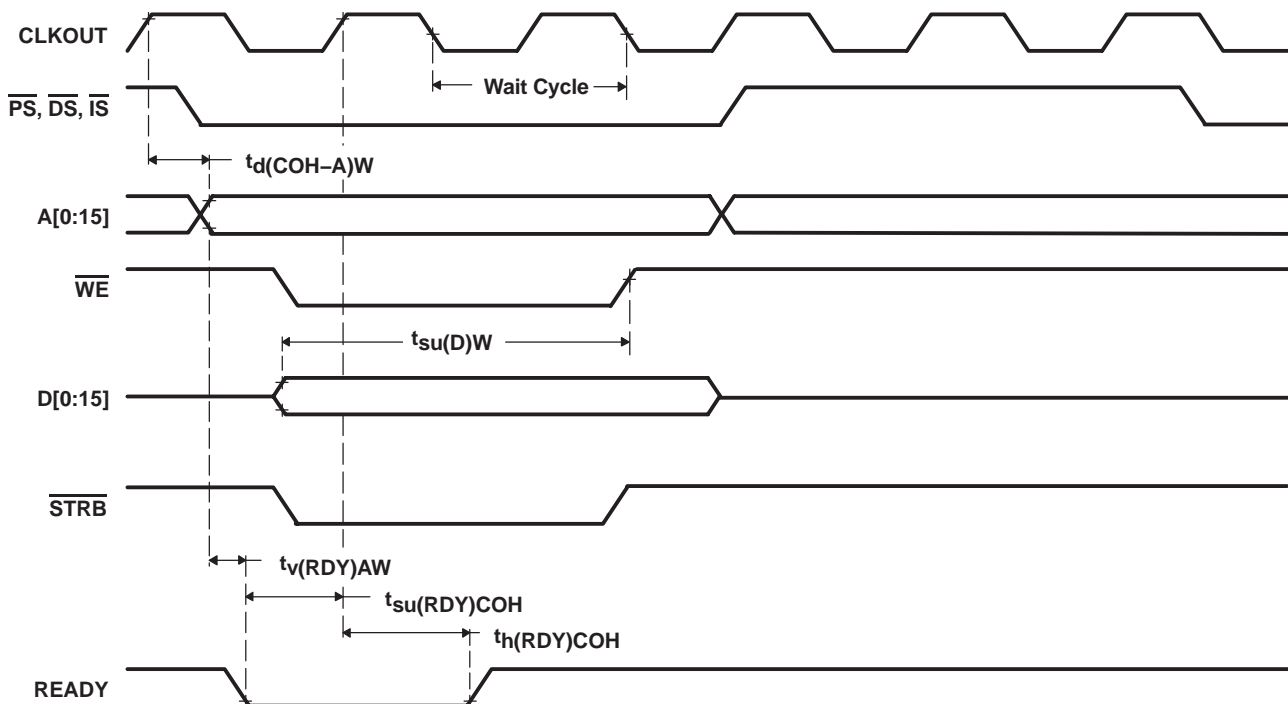 CLKOUT
Wait Cycle
PS, DS, IS
td(COH–A)W
A[0:15]
WE
tsu(D)W
D[0:15]
STRB
tv(RDY)AW
tsu(RDY)COH
th(RDY)COH
READY